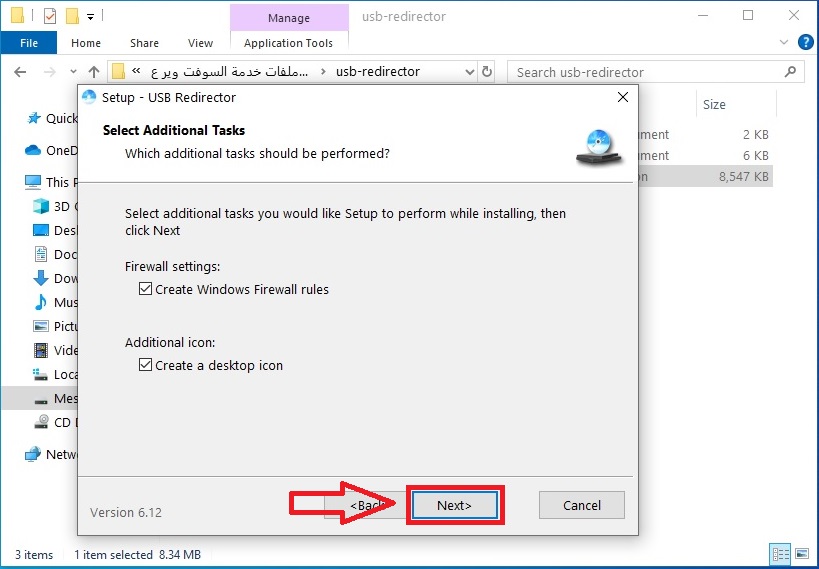 Manage
usb-redirector
File
Home
Share
View
Application Tools
« ملفات خدمة السوفت ويرع... › usb-redirector
Search usb-redirector
Setup - USB Redirector
Select Additional Tasks
Which additional tasks should be performed?
Select additional tasks you would like Setup to perform while installing, then
click Next
Firewall settings:
Create Windows Firewall rules
Additional icon:
Create a desktop icon
Version 6.12
<Back
Next>
Cancel
Quick
OneD
This P
3D
Desk
Doc
Dow
Mus
Pictu
Vide
Loca
Mes
CD
Netw
Size
ument 2 KB
ument 6 KB
on 8,547 KB
3 items
1 item selected 8.34 MB